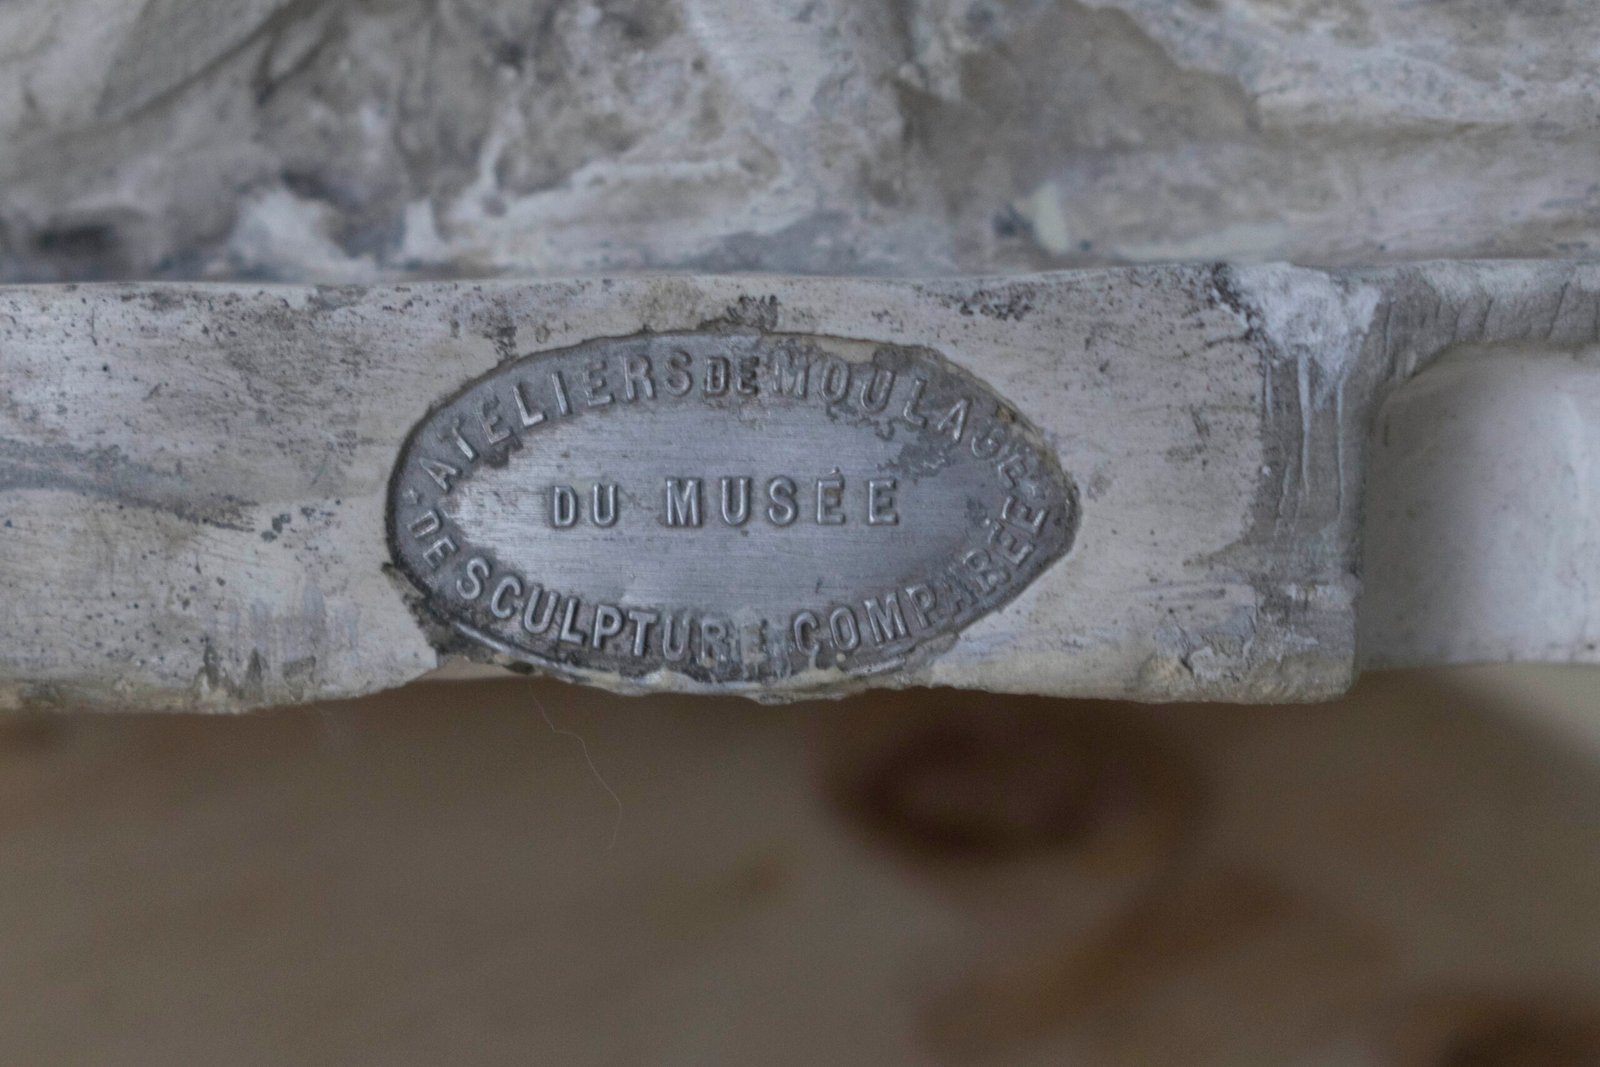 ATELIERS DE MOULAGE
DU MUSÉE
DE SCULPTURE COMPARÉE